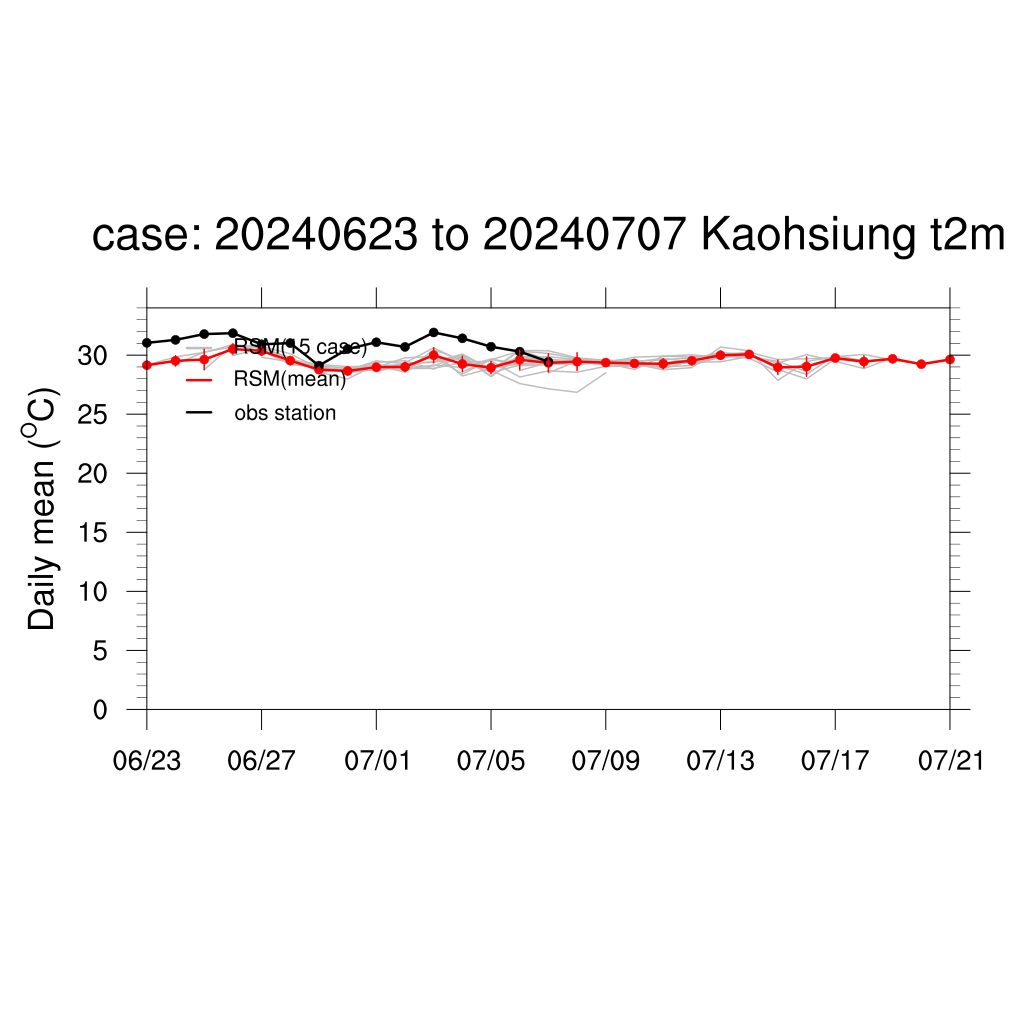 case: 20240623 to 20240707 Kaohsiung t2m
Daily mean (°C)
30
25
20
15
10
5
0
RSM(15 case)
RSM(mean)
obs station
06/23 06/27 07/01 07/05 07/09 07/13 07/17 07/21